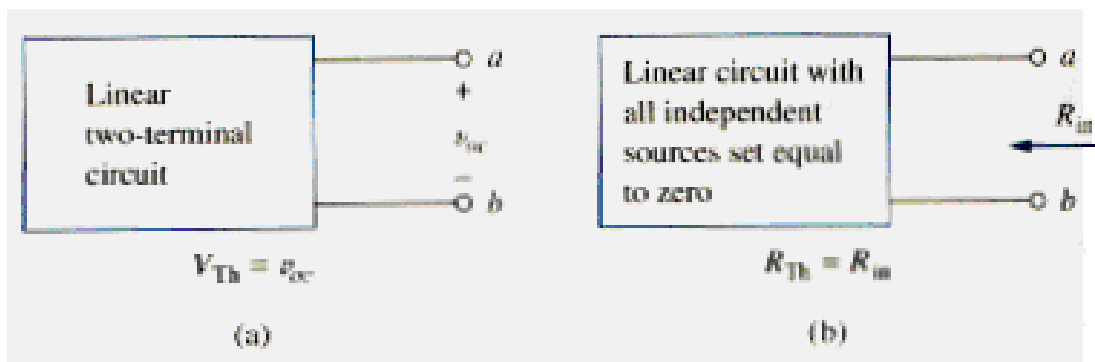 Linear
two-terminal
circuit
a
+
v_oc
−
b
V_Th = v_oc
(a)
Linear circuit with
all independent
sources set equal
to zero
a
R_in
b
R_Th = R_in
(b)